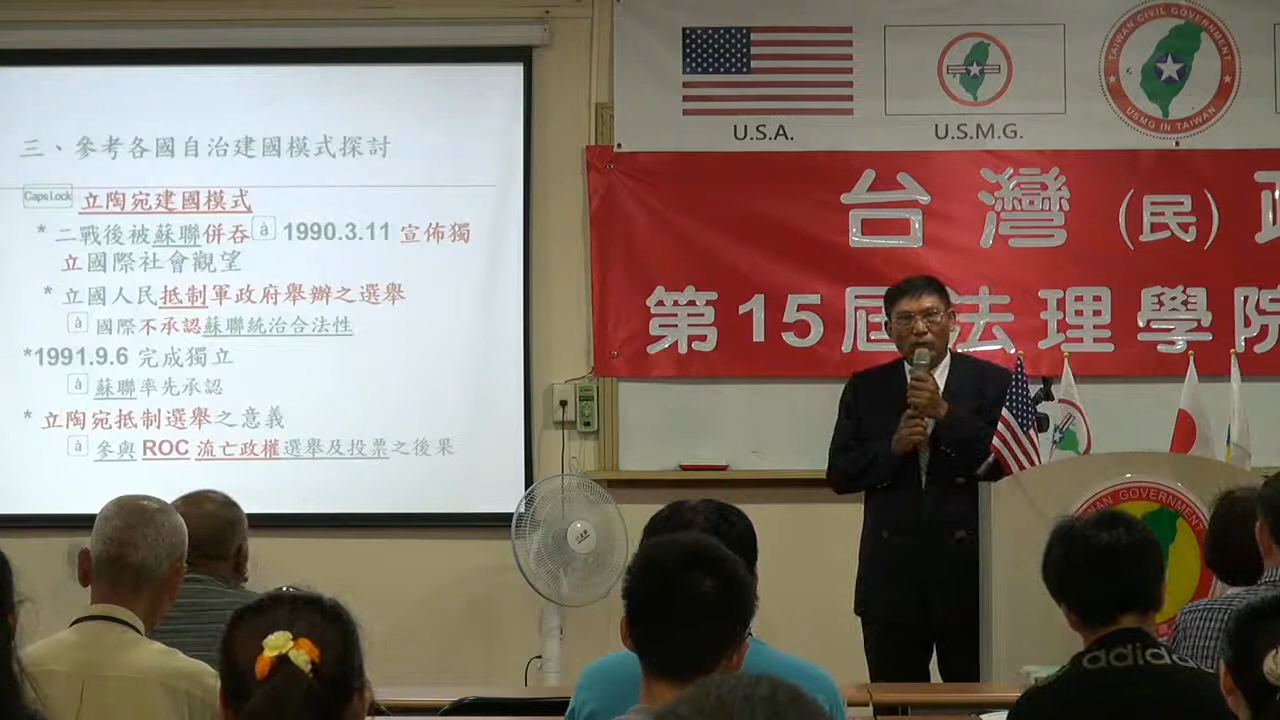 三、參考各國自治建國模式探討
Caps Lock 立陶宛建國模式
* 二戰後被蘇聯併吞 à 1990.3.11 宣佈獨
立國際社會觀望
* 立國人民抵制軍政府舉辦之選舉
à 國際不承認蘇聯統治合法性
*1991.9.6 完成獨立
à 蘇聯率先承認
* 立陶宛抵制選舉之意義
à 參與 ROC 流亡政權選舉及投票之後果
U.S.A.
U.S.M.G.
TAIWAN CIVIL GOVERNMENT
USMG IN TAIWAN
台灣(民)
第15屆法理學院
GOVERNMENT
adidas